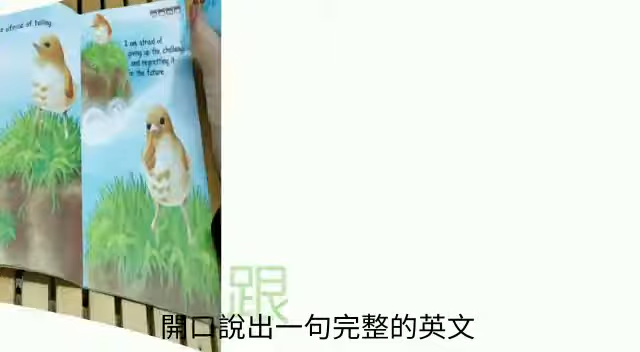 afraid of falling.
I am afraid of
giving up the challenge
and regretting it
in the future.
跟
開口說出一句完整的英文